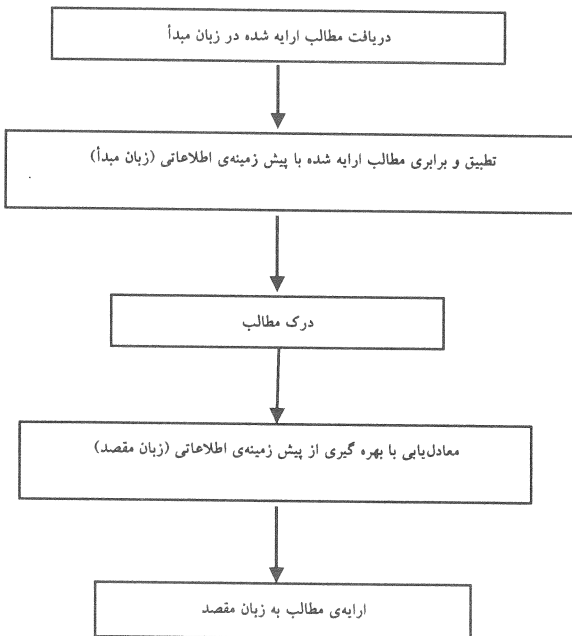 دریافت مطالب ارایه شده در زبان مبدأ
تطبیق و برابری مطالب ارایه شده با پیش زمینه‌ی اطلاعاتی (زبان مبدأ)
درک مطالب
معادل‌یابی با بهره گیری از پیش زمینه‌ی اطلاعاتی (زبان مقصد)
ارایه‌ی مطالب به زبان مقصد